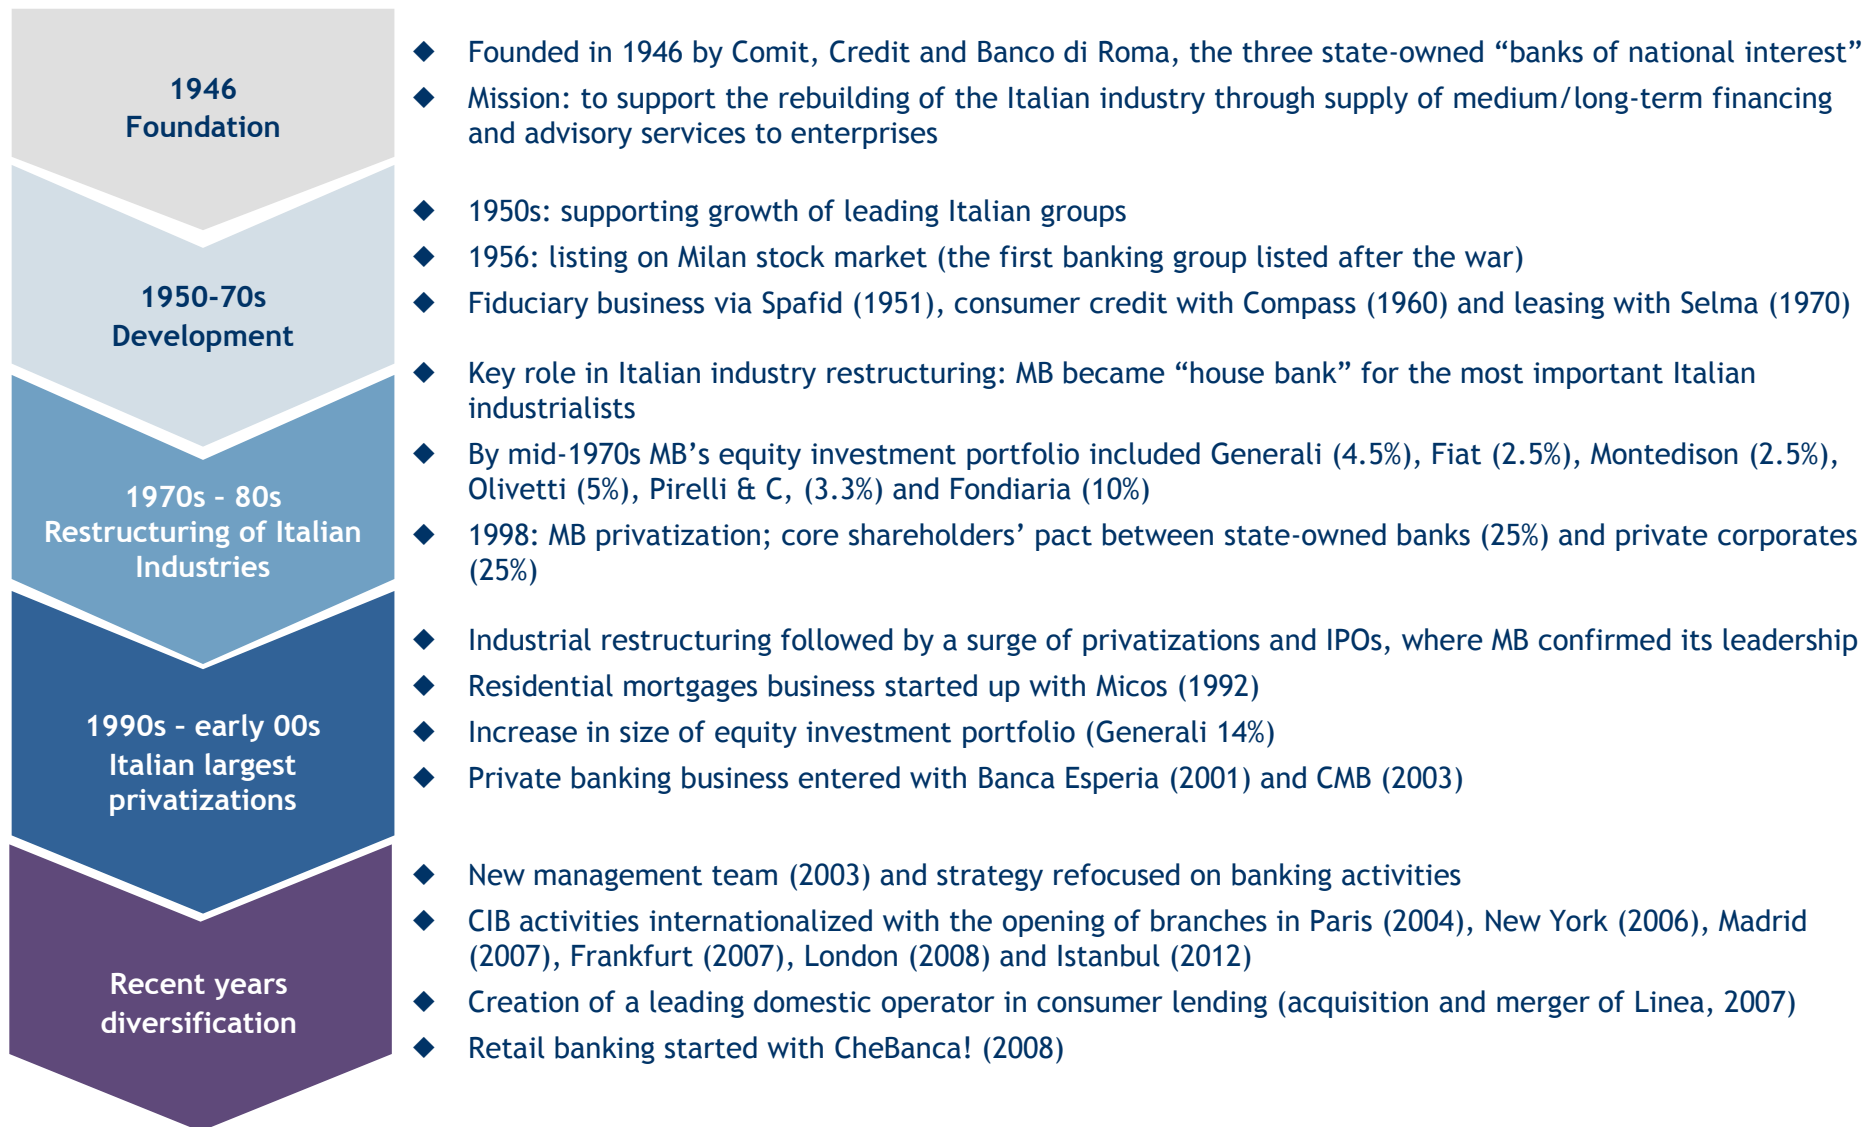 1946
Foundation
◆ Founded in 1946 by Comit, Credit and Banco di Roma, the three state-owned “banks of national interest”
◆ Mission: to support the rebuilding of the Italian industry through supply of medium/long-term financing
and advisory services to enterprises
1950-70s
Development
◆ 1950s: supporting growth of leading Italian groups
◆ 1956: listing on Milan stock market (the first banking group listed after the war)
◆ Fiduciary business via Spafid (1951), consumer credit with Compass (1960) and leasing with Selma (1970)
1970s – 80s
Restructuring of Italian
Industries
◆ Key role in Italian industry restructuring: MB became “house bank” for the most important Italian
industrialists
◆ By mid-1970s MB’s equity investment portfolio included Generali (4.5%), Fiat (2.5%), Montedison (2.5%),
Olivetti (5%), Pirelli & C, (3.3%) and Fondiaria (10%)
◆ 1998: MB privatization; core shareholders’ pact between state-owned banks (25%) and private corporates
(25%)
1990s – early 00s
Italian largest
privatizations
◆ Industrial restructuring followed by a surge of privatizations and IPOs, where MB confirmed its leadership
◆ Residential mortgages business started up with Micos (1992)
◆ Increase in size of equity investment portfolio (Generali 14%)
◆ Private banking business entered with Banca Esperia (2001) and CMB (2003)
Recent years
diversification
◆ New management team (2003) and strategy refocused on banking activities
◆ CIB activities internationalized with the opening of branches in Paris (2004), New York (2006), Madrid
(2007), Frankfurt (2007), London (2008) and Istanbul (2012)
◆ Creation of a leading domestic operator in consumer lending (acquisition and merger of Linea, 2007)
◆ Retail banking started with CheBanca! (2008)